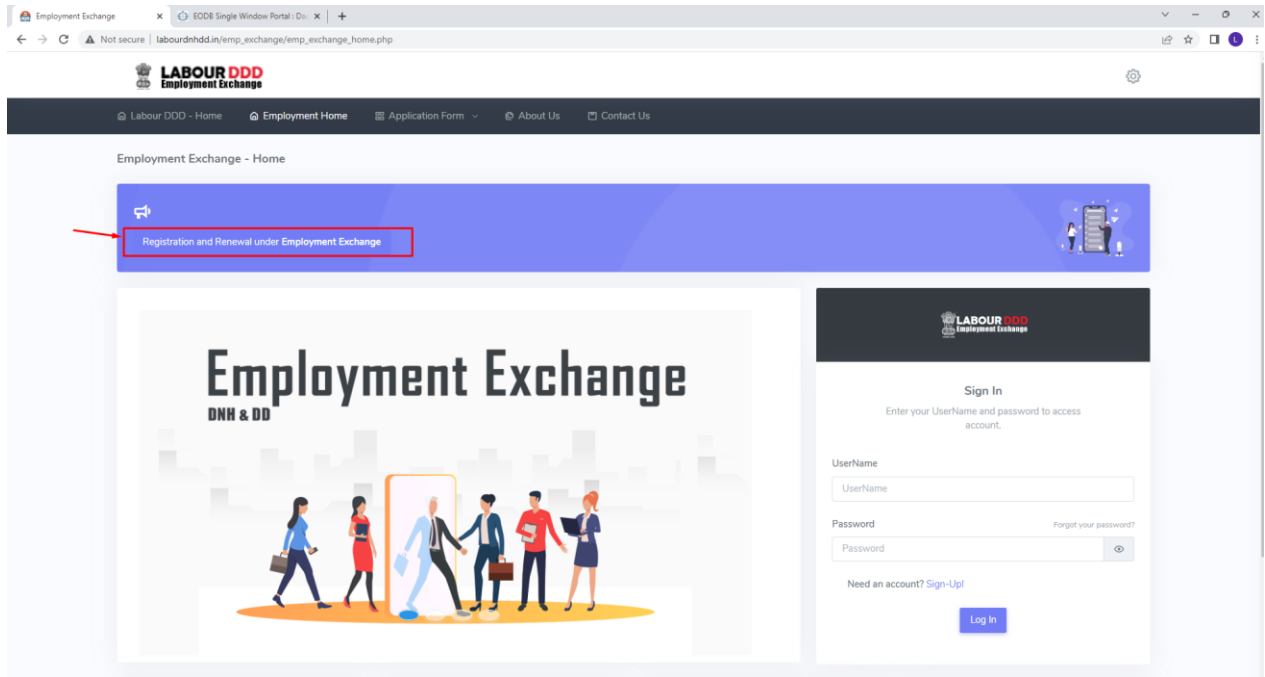 Employment Exchange
EODB Single Window Portal : Do
Not secure | labourdnhdd.in/emp_exchange/emp_exchange_home.php
L
LABOUR DDD
Employment Exchange
Labour DDD - Home
Employment Home
Application Form
About Us
Contact Us
Employment Exchange - Home
Registration and Renewal under Employment Exchange
Employment Exchange
DNH & DD
LABOUR DDD
Employment Exchange
Sign In
Enter your UserName and password to access
account.
UserName
UserName
Password
Forgot your password?
Password
Need an account? Sign-Up!
Log In